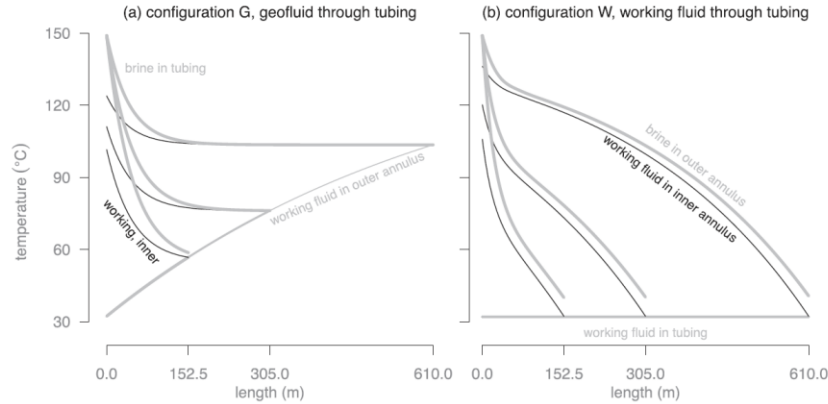 (a) configuration G, geofluid through tubing
(b) configuration W, working fluid through tubing
temperature (°C)
150
120
90
60
30
brine in tubing
working, inner
working fluid in outer annulus
0.0 152.5 305.0 610.0
length (m)
brine in outer annulus
working fluid in inner annulus
working fluid in tubing
0.0 152.5 305.0 610.0
length (m)